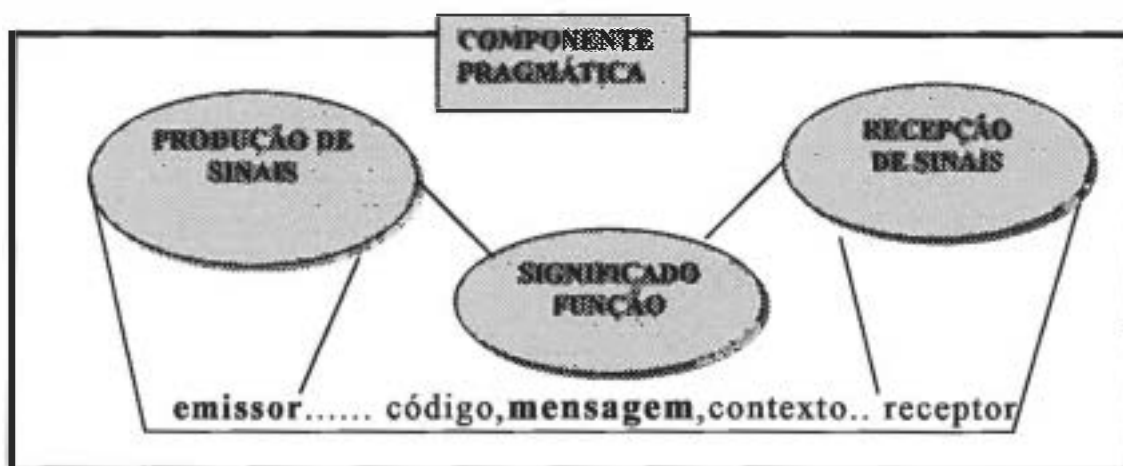 COMPONENTE
PRAGMÁTICA
PRODUÇÃO DE
SINAIS
RECEPÇÃO
DE SINAIS
SIGNIFICADO
FUNÇÃO
emissor...... código,mensagem,contexto.. receptor